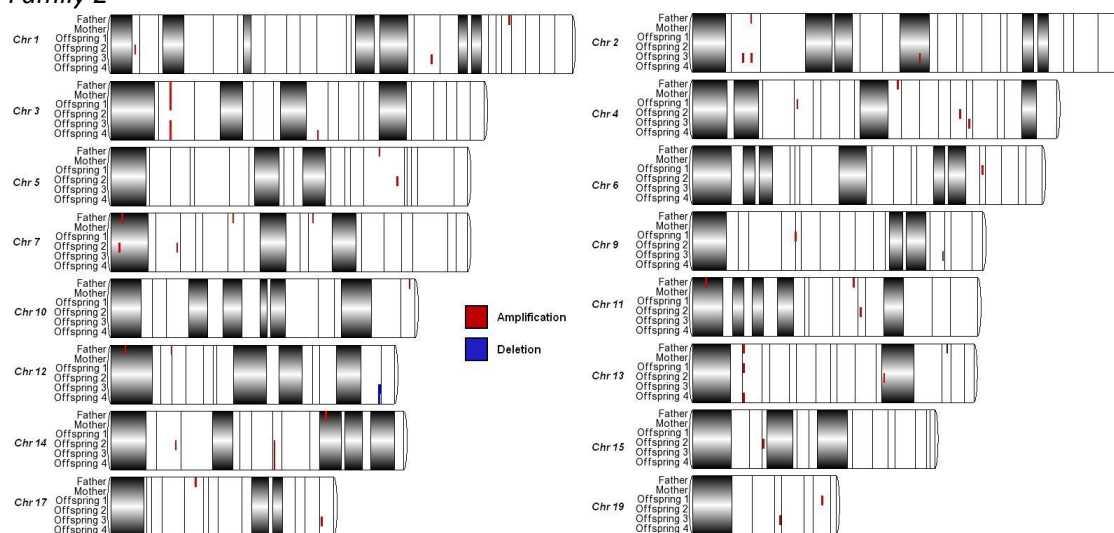 Family 2
Chr 1
Father
Mother
Offspring 1
Offspring 2
Offspring 3
Offspring 4
Chr 2
Father
Mother
Offspring 1
Offspring 2
Offspring 3
Offspring 4
Chr 3
Father
Mother
Offspring 1
Offspring 2
Offspring 3
Offspring 4
Chr 4
Father
Mother
Offspring 1
Offspring 2
Offspring 3
Offspring 4
Chr 5
Father
Mother
Offspring 1
Offspring 2
Offspring 3
Offspring 4
Chr 6
Father
Mother
Offspring 1
Offspring 2
Offspring 3
Offspring 4
Chr 7
Father
Mother
Offspring 1
Offspring 2
Offspring 3
Offspring 4
Chr 9
Father
Mother
Offspring 1
Offspring 2
Offspring 3
Offspring 4
Chr 10
Father
Mother
Offspring 1
Offspring 2
Offspring 3
Offspring 4
Amplification
Deletion
Chr 11
Father
Mother
Offspring 1
Offspring 2
Offspring 3
Offspring 4
Chr 12
Father
Mother
Offspring 1
Offspring 2
Offspring 3
Offspring 4
Chr 13
Father
Mother
Offspring 1
Offspring 2
Offspring 3
Offspring 4
Chr 14
Father
Mother
Offspring 1
Offspring 2
Offspring 3
Offspring 4
Chr 15
Father
Mother
Offspring 1
Offspring 2
Offspring 3
Offspring 4
Chr 17
Father
Mother
Offspring 1
Offspring 2
Offspring 3
Offspring 4
Chr 19
Father
Mother
Offspring 1
Offspring 2
Offspring 3
Offspring 4